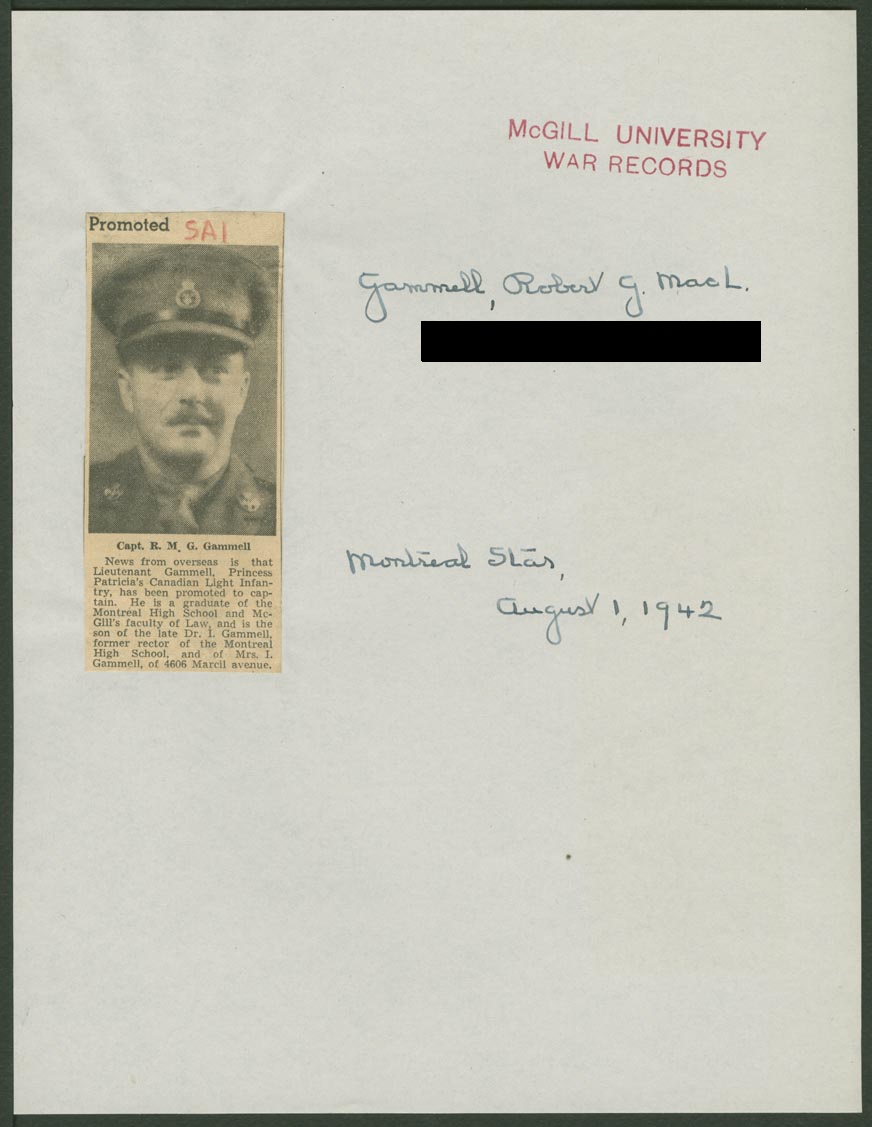 McGILL UNIVERSITY
WAR RECORDS
Promoted SA1
Capt. R. M. G. Gammell
News from overseas is that
Lieutenant Gammell, Princess
Patricia's Canadian Light Infan-
try, has been promoted to cap-
tain. He is a graduate of the
Montreal High School and Mc-
Gill's faculty of Law, and is the
son of the late Dr. I. Gammell,
former rector of the Montreal
High School, and of Mrs. I.
Gammell, of 4606 Marcil avenue.
Gammell, Robert G. MacL.
Montreal Star,
August 1, 1942